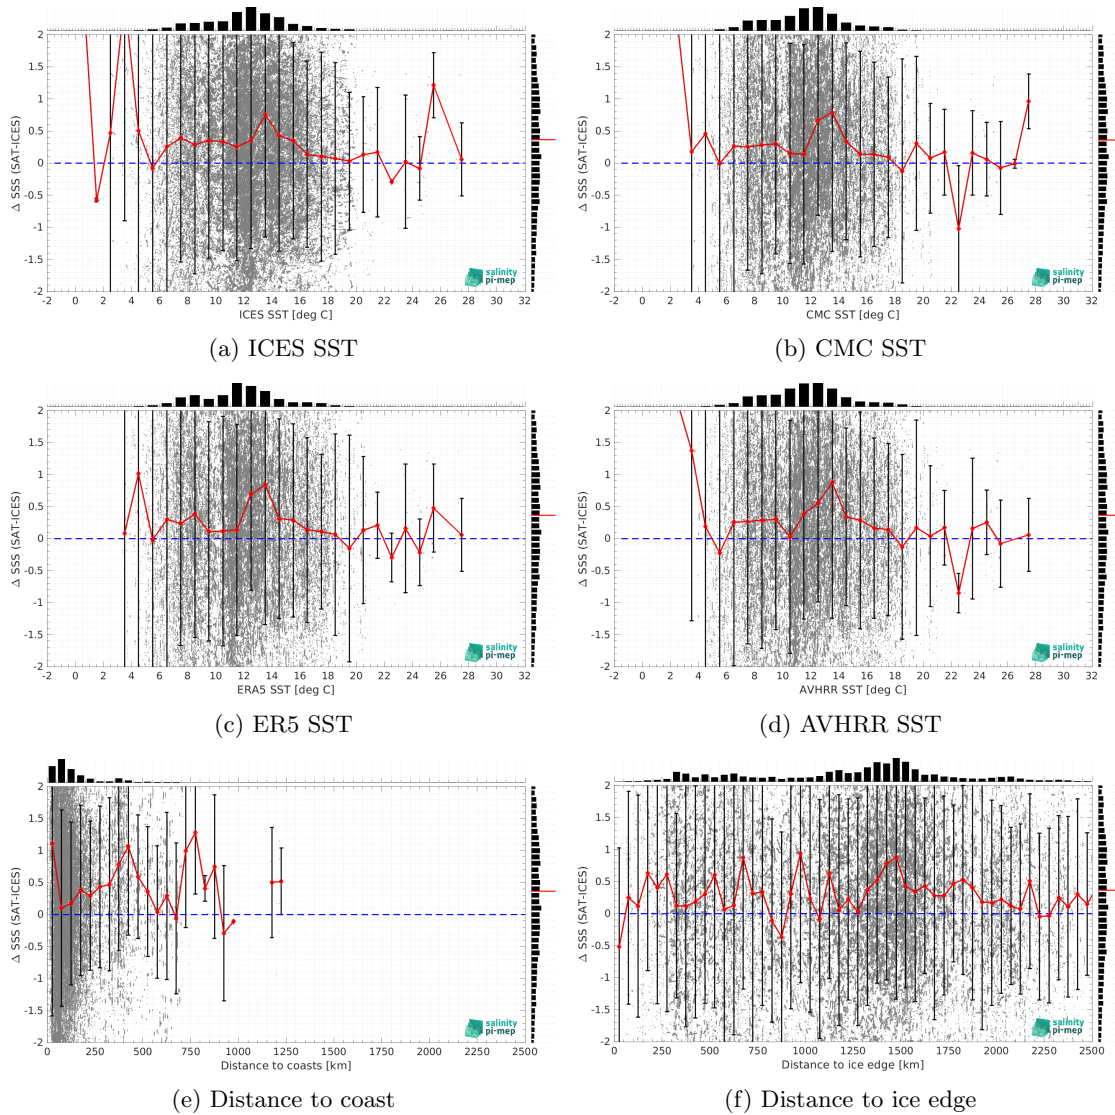 2
1.5
1
0.5
0
-0.5
-1
-1.5
-2
Δ SSS (SAT-ICES)
-2 0 2 4 6 8 10 12 14 16 18 20 22 24 26 28 30 32
ICES SST [deg C]
salinity
pi-mep
(a) ICES SST
2
1.5
1
0.5
0
-0.5
-1
-1.5
-2
Δ SSS (SAT-ICES)
-2 0 2 4 6 8 10 12 14 16 18 20 22 24 26 28 30 32
CMC SST [deg C]
salinity
pi-mep
(b) CMC SST
2
1.5
1
0.5
0
-0.5
-1
-1.5
-2
Δ SSS (SAT-ICES)
-2 0 2 4 6 8 10 12 14 16 18 20 22 24 26 28 30 32
ERA5 SST [deg C]
salinity
pi-mep
(c) ER5 SST
2
1.5
1
0.5
0
-0.5
-1
-1.5
-2
Δ SSS (SAT-ICES)
-2 0 2 4 6 8 10 12 14 16 18 20 22 24 26 28 30 32
AVHRR SST [deg C]
salinity
pi-mep
(d) AVHRR SST
2
1.5
1
0.5
0
-0.5
-1
-1.5
-2
Δ SSS (SAT-ICES)
0 250 500 750 1000 1250 1500 1750 2000 2250 2500
Distance to coasts [km]
salinity
pi-mep
(e) Distance to coast
2
1.5
1
0.5
0
-0.5
-1
-1.5
-2
Δ SSS (SAT-ICES)
0 250 500 750 1000 1250 1500 1750 2000 2250 2500
Distance to ice edge [km]
salinity
pi-mep
(f) Distance to ice edge